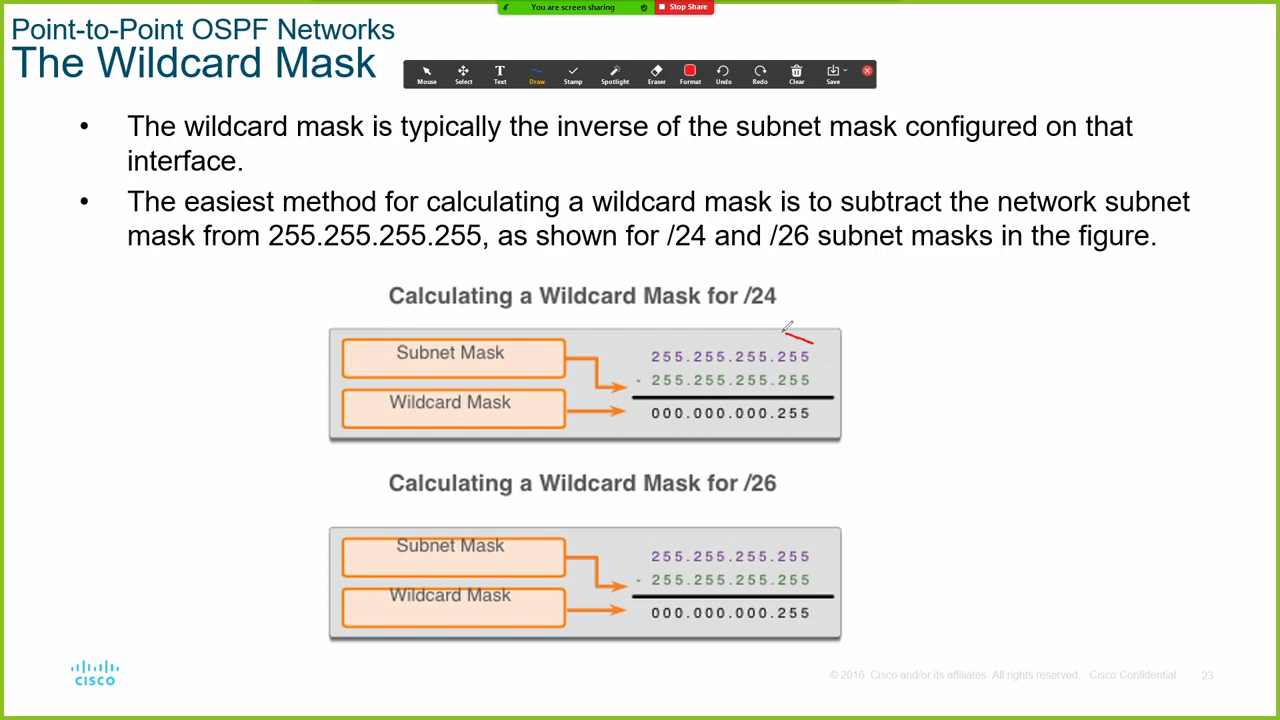 You are screen sharing
Stop Share
Point-to-Point OSPF Networks
The Wildcard Mask
Mouse
Select
Text
Draw
Stamp
Spotlight
Eraser
Format
Undo
Redo
Clear
Save
• The wildcard mask is typically the inverse of the subnet mask configured on that
interface.
• The easiest method for calculating a wildcard mask is to subtract the network subnet
mask from 255.255.255.255, as shown for /24 and /26 subnet masks in the figure.
Calculating a Wildcard Mask for /24
Subnet Mask
Wildcard Mask
255.255.255.255
- 255.255.255.255
000.000.000.255
Calculating a Wildcard Mask for /26
Subnet Mask
Wildcard Mask
255.255.255.255
- 255.255.255.255
000.000.000.255
CISCO
© 2016 Cisco and/or its affiliates. All rights reserved. Cisco Confidential
23